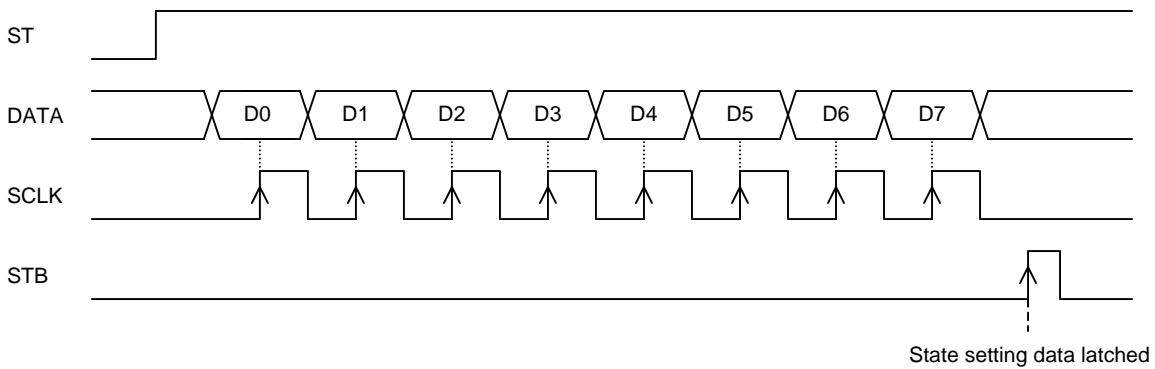 ST
DATA D0 D1 D2 D3 D4 D5 D6 D7
SCLK
STB
State setting data latched